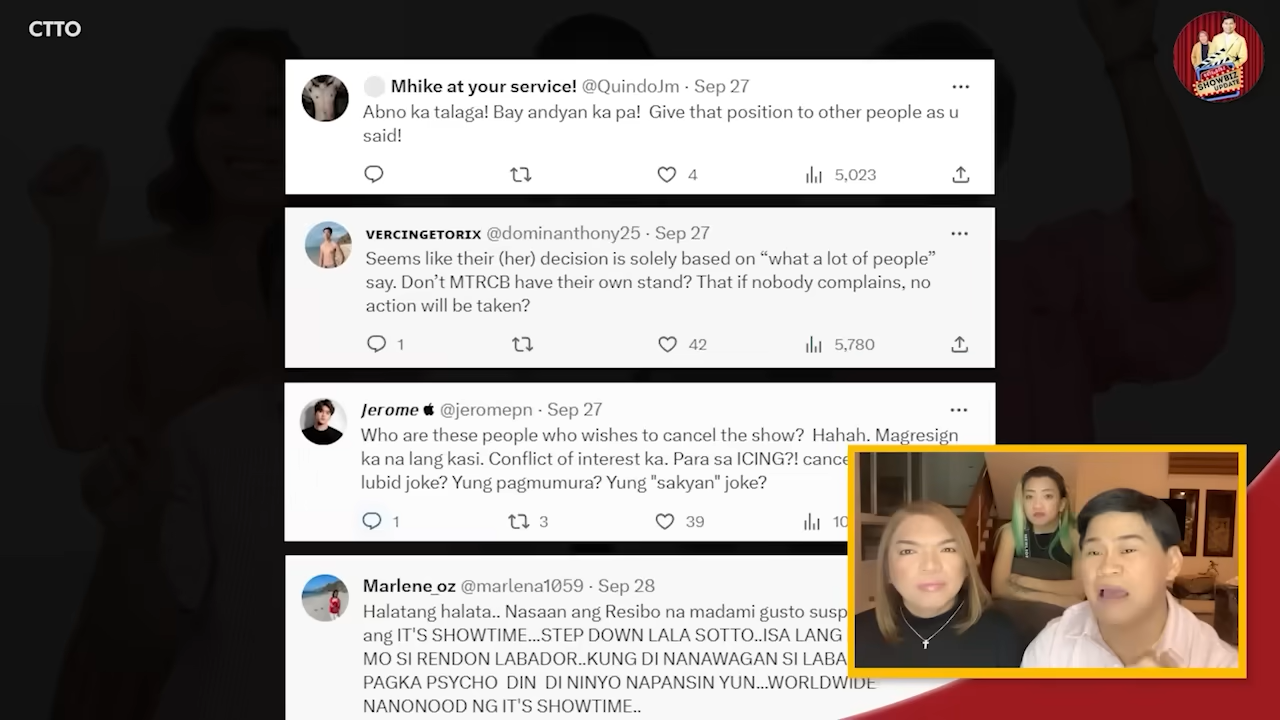 CTTO
SHOWBIZ
UPDATE
Mhike at your service! @QuindoJm · Sep 27
Abno ka talaga! Bay andyan ka pa! Give that position to other people as u
said!
4
5,023
VERCINGETORIX @dominanthony25 · Sep 27
Seems like their (her) decision is solely based on “what a lot of people”
say. Don’t MTRCB have their own stand? That if nobody complains, no
action will be taken?
1
42
5,780
Jerome @jeromepn · Sep 27
Who are these people who wishes to cancel the show? Hahah. Magresign
ka na lang kasi. Conflict of interest ka. Para sa ICING?! cance
lubid joke? Yung pagmumura? Yung "sakyan" joke?
1
3
39
10
Marlene_oz @marlena1059 · Sep 28
Halatang halata.. Nasaan ang Resibo na madami gusto susp
ang IT'S SHOWTIME...STEP DOWN LALA SOTTO..ISA LANG
MO SI RENDON LABADOR..KUNG DI NANAWAGAN SI LABA
PAGKA PSYCHO DIN DI NINYO NAPANSIN YUN...WORLDWIDE
NANONOOD NG IT'S SHOWTIME..